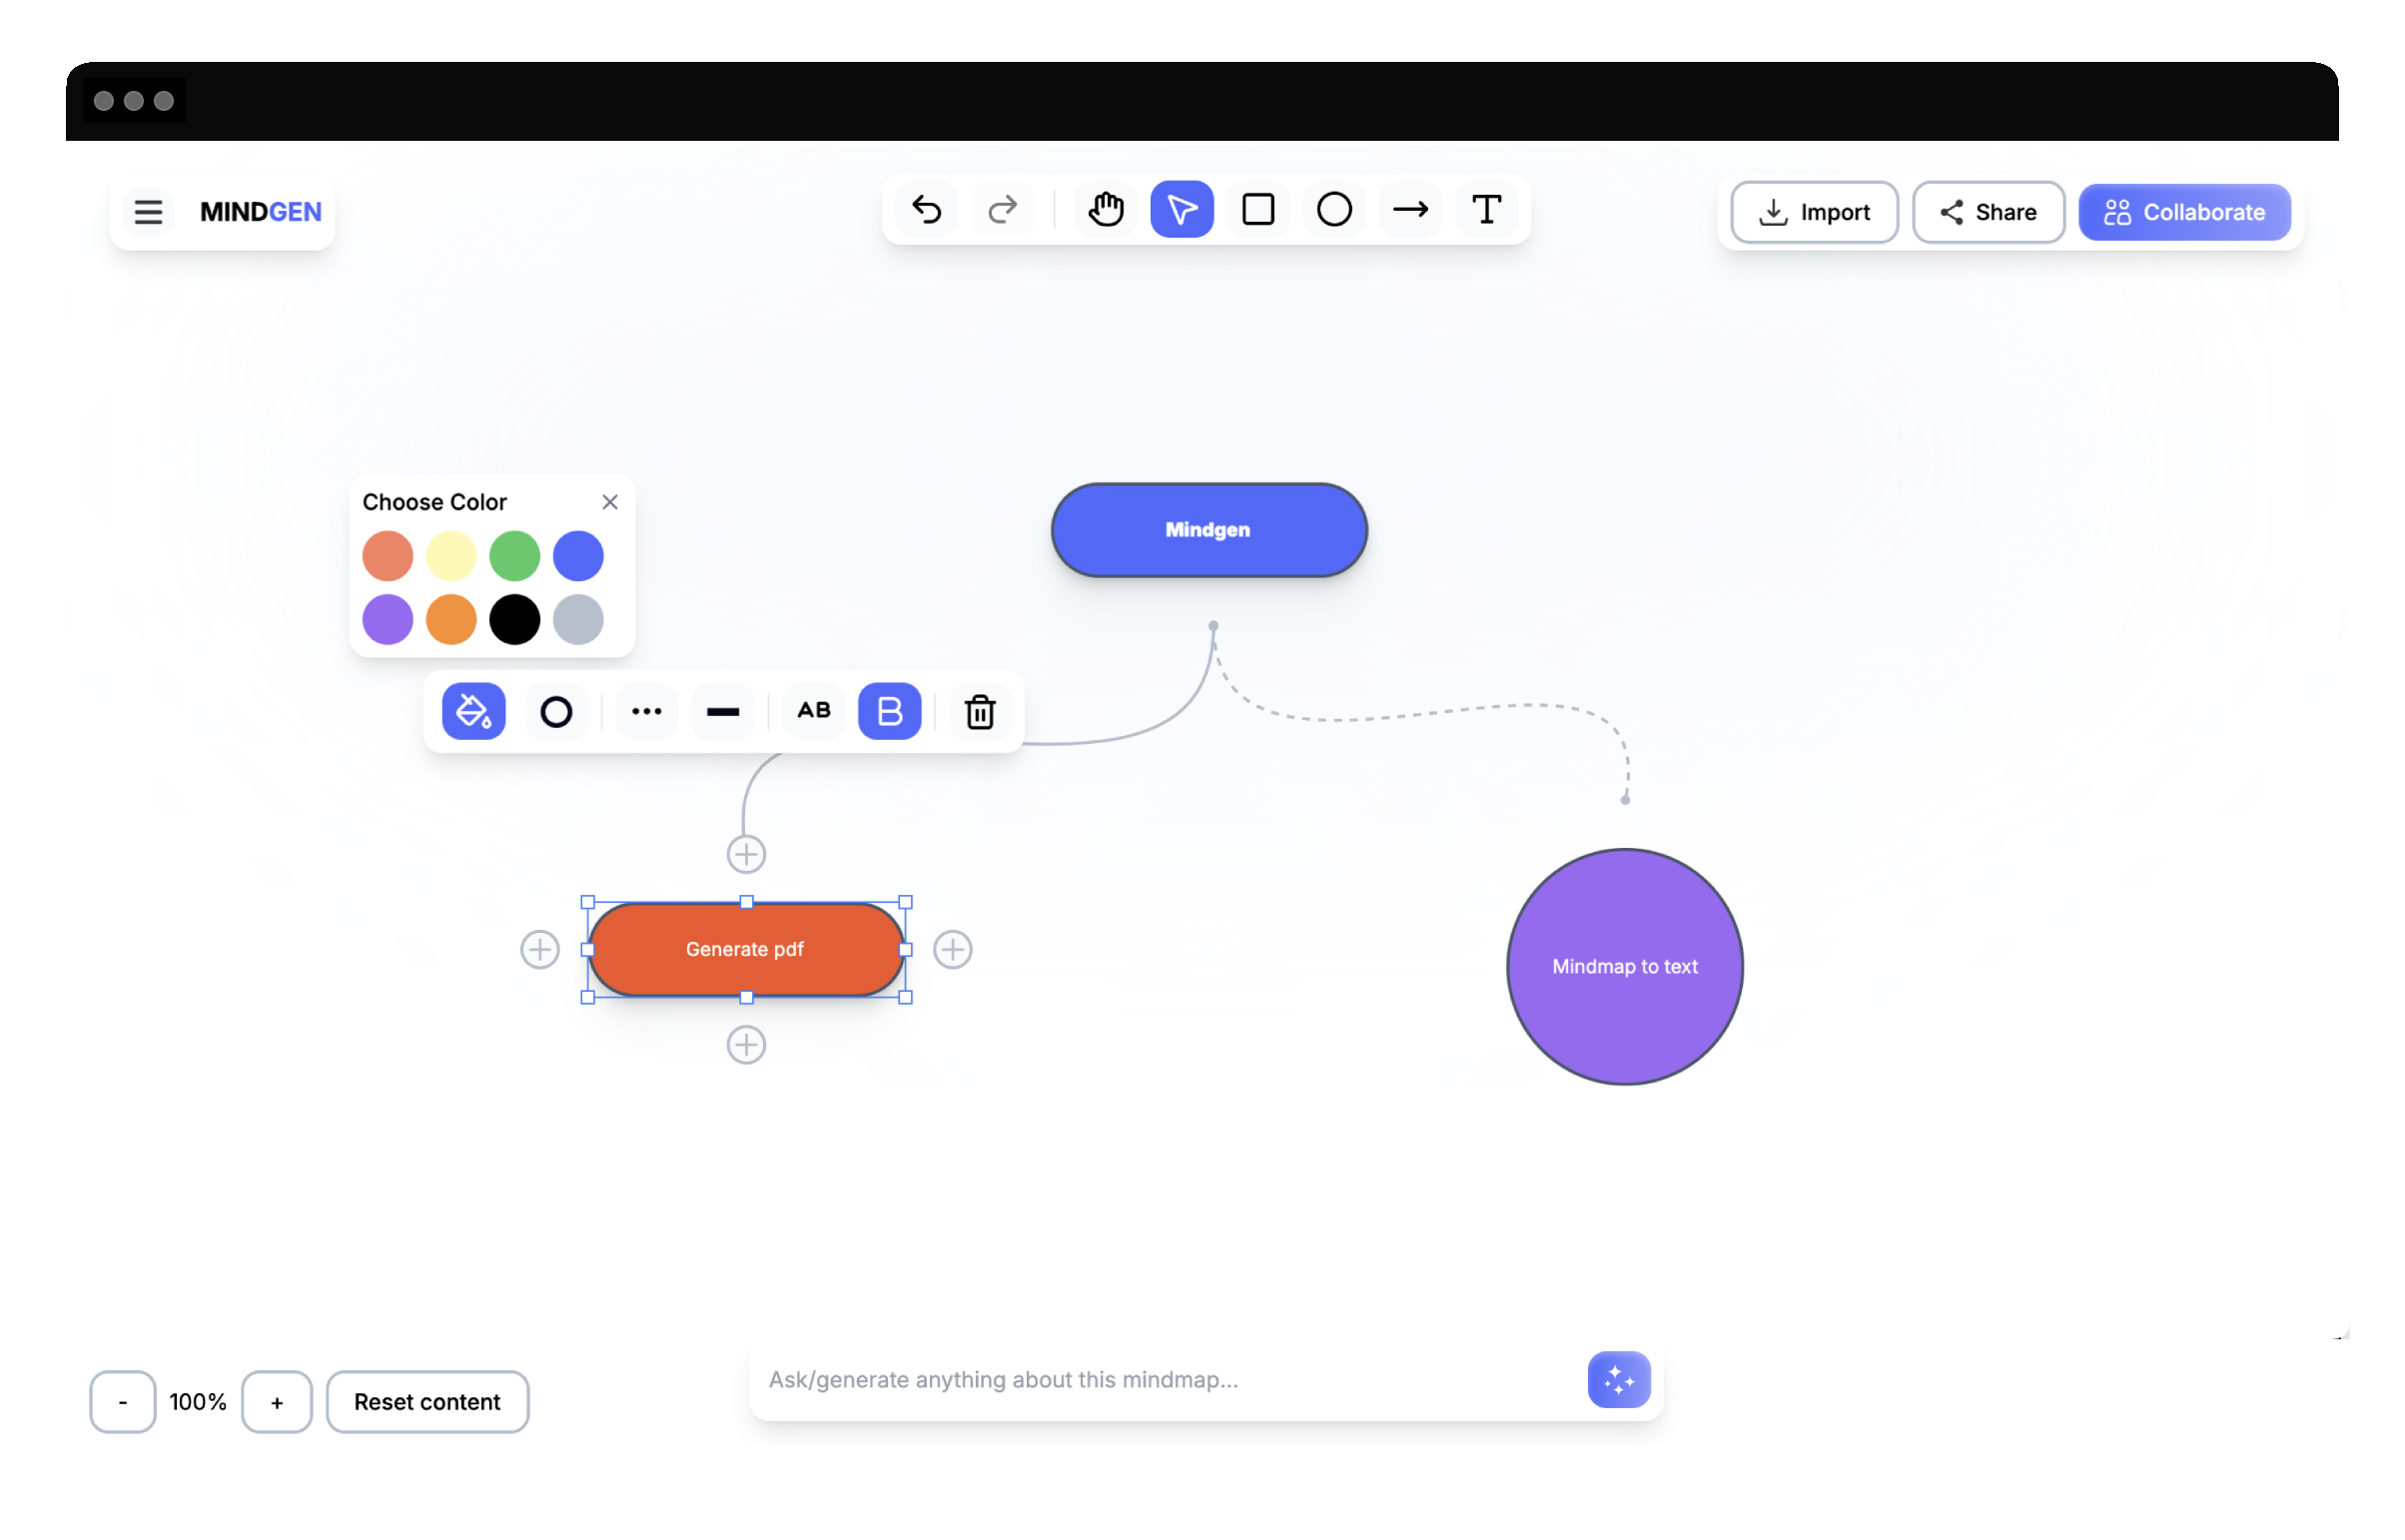 MINDGEN
T
Import
Share
Collaborate
Choose Color
Mindgen
AB
B
Generate pdf
Mindmap to text
-
100%
+
Reset content
Ask/generate anything about this mindmap...